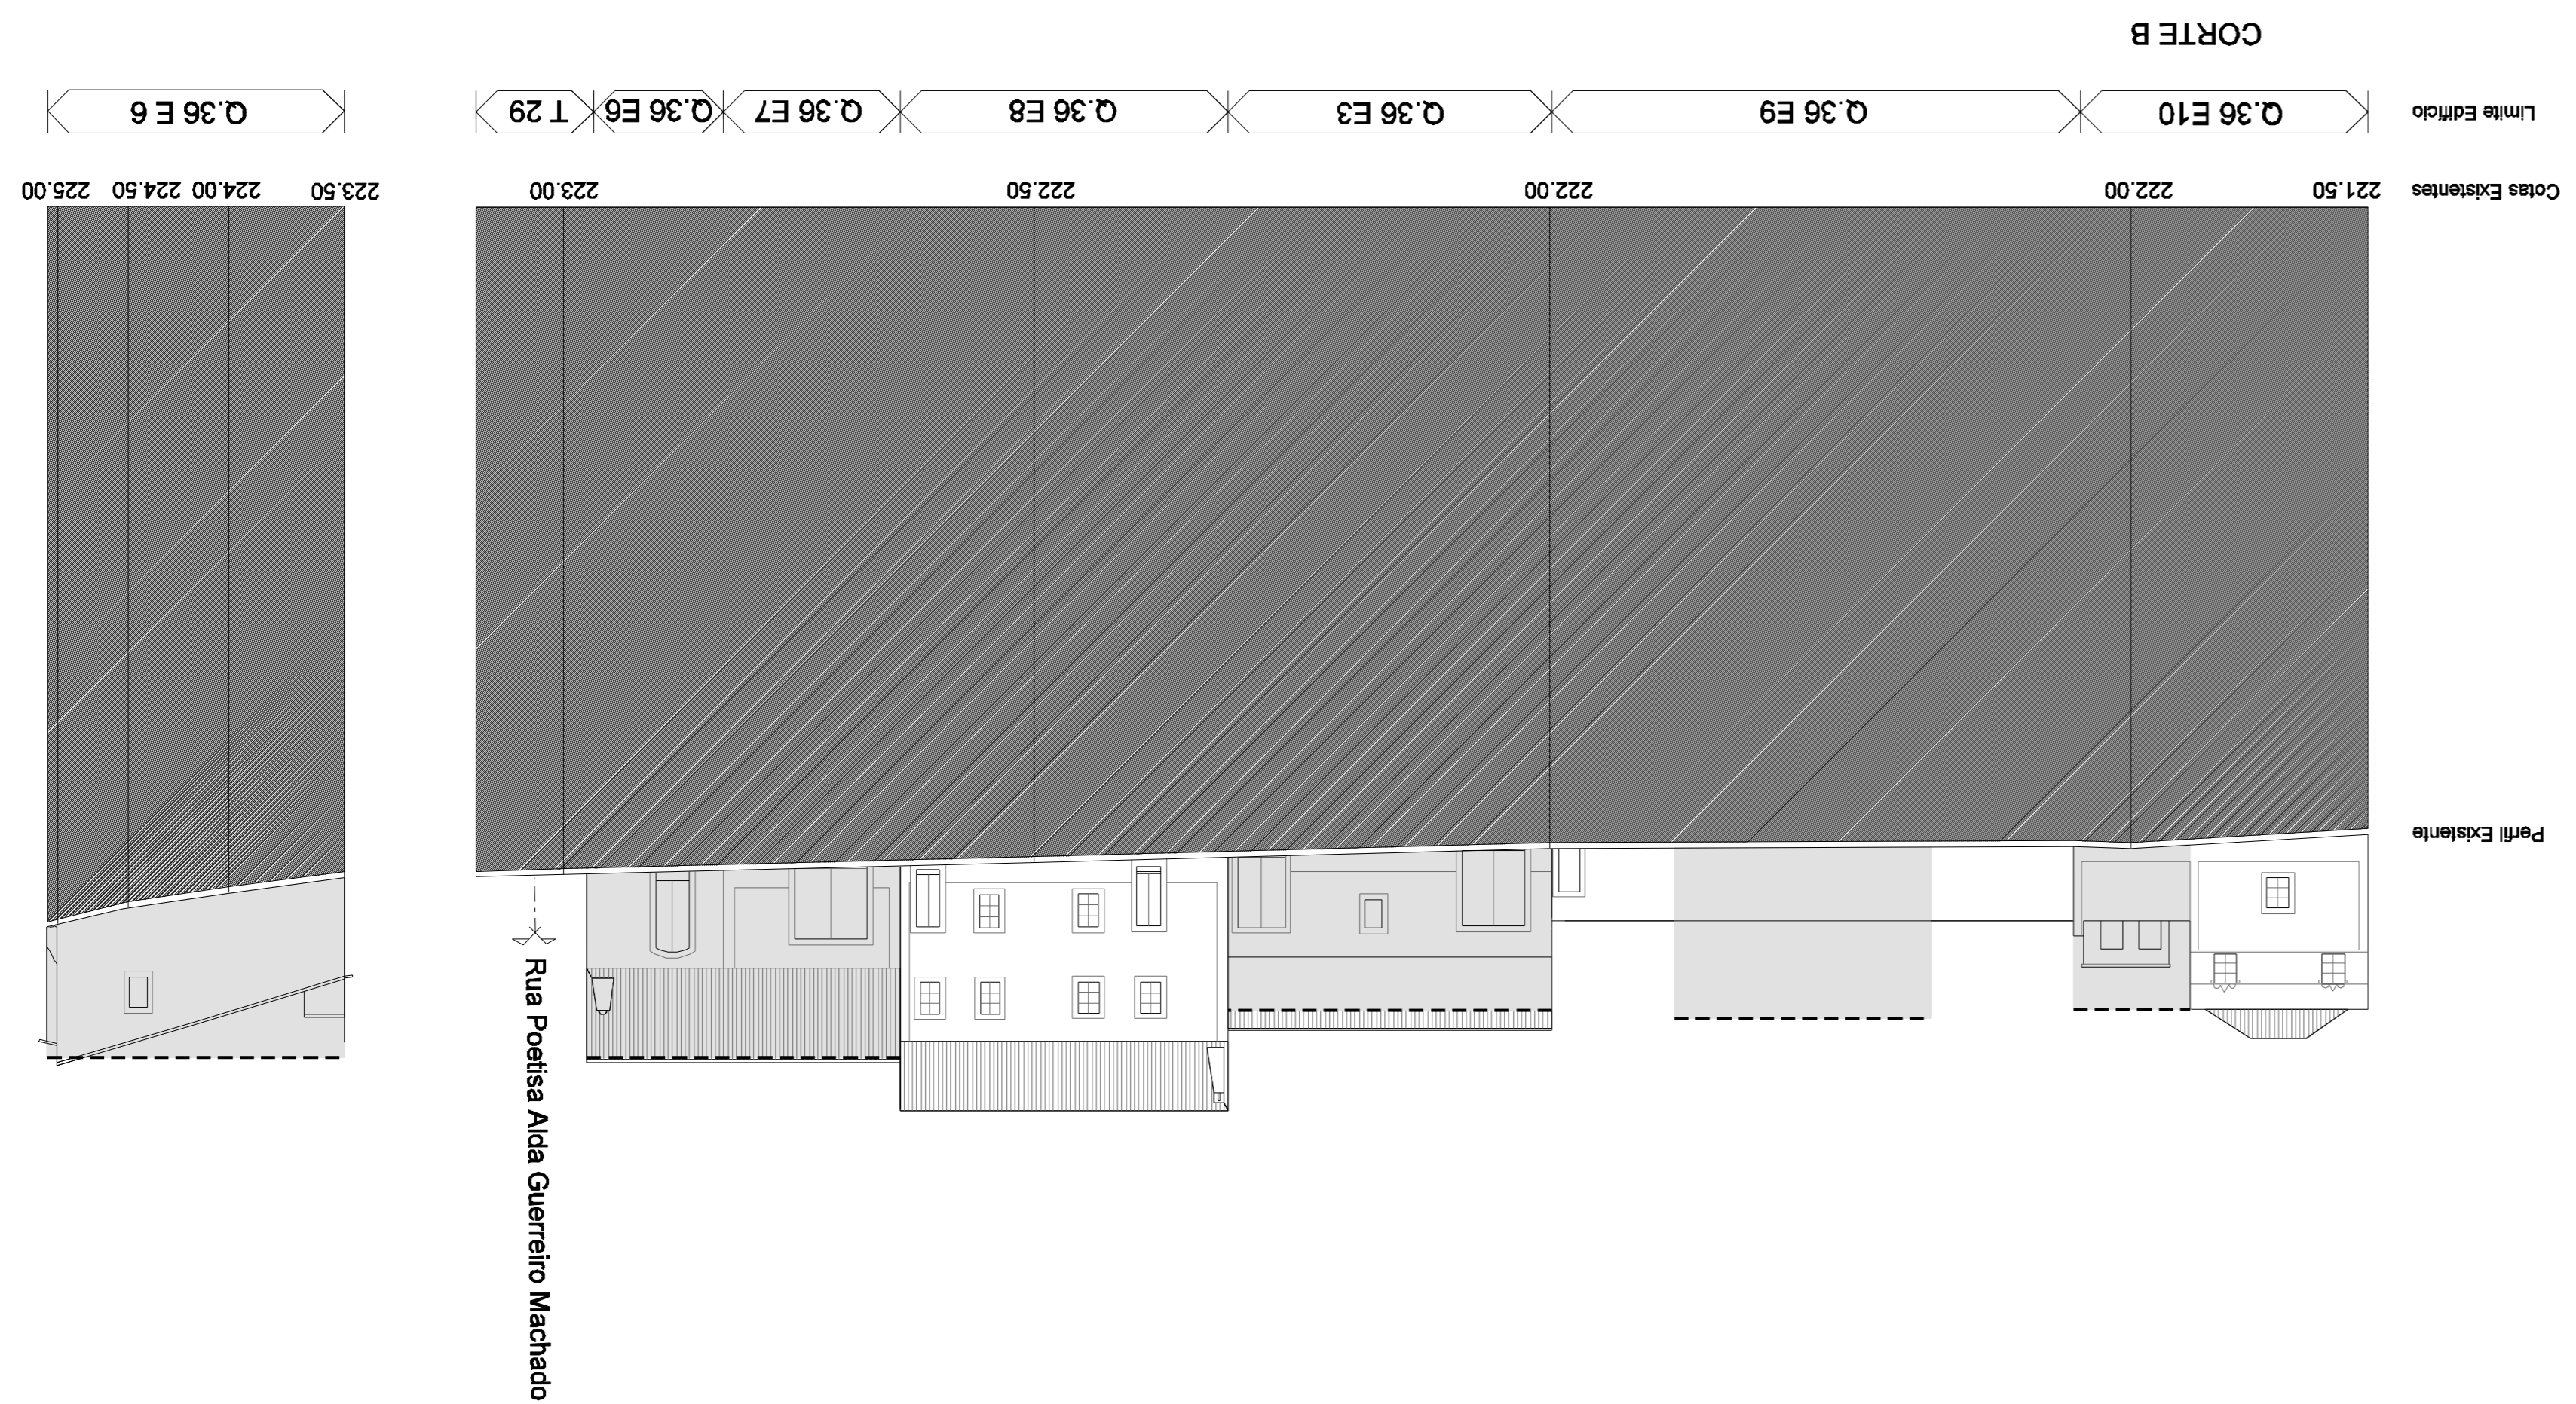 Rua Poetisa Alda Guerreiro Machado
Perfil Existente
Cotas Existentes 221.50 222.00 222.00 222.50 223.00 223.50 224.00 224.50 225.00
Limite Edíficio Q.36 E10 Q.36 E9 Q.36 E3 Q.36 E8 Q.36 E7 Q.36 E6 T 29 Q.36 E 6
CORTE B